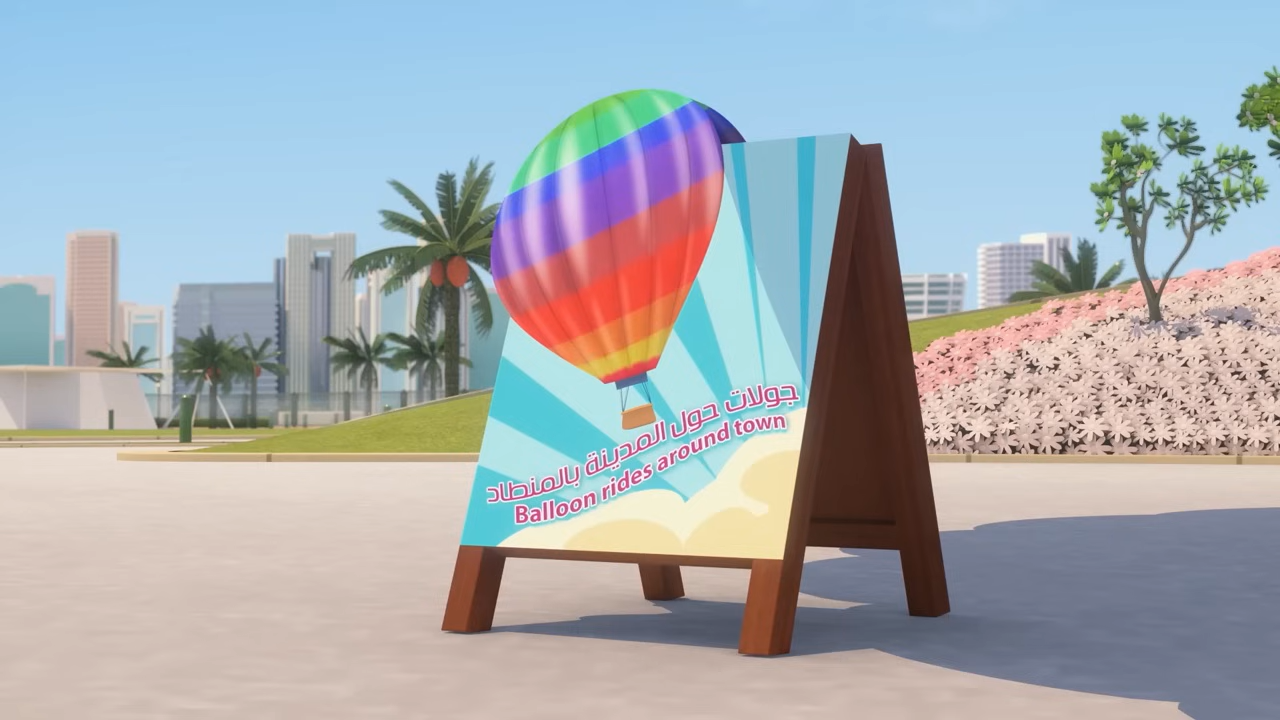 جولات حول المدينة بالمنطاد
Balloon rides around town